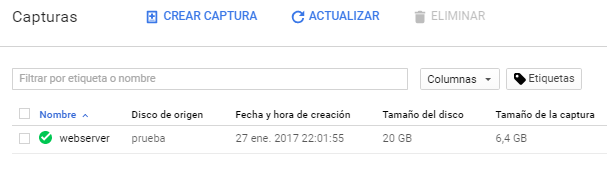 Capturas
CREAR CAPTURA
ACTUALIZAR
ELIMINAR
Filtrar por etiqueta o nombre
Columnas
Etiquetas
Nombre Disco de origen Fecha y hora de creación Tamaño del disco Tamaño de la captura
webserver prueba 27 ene. 2017 22:01:55 20 GB 6,4 GB